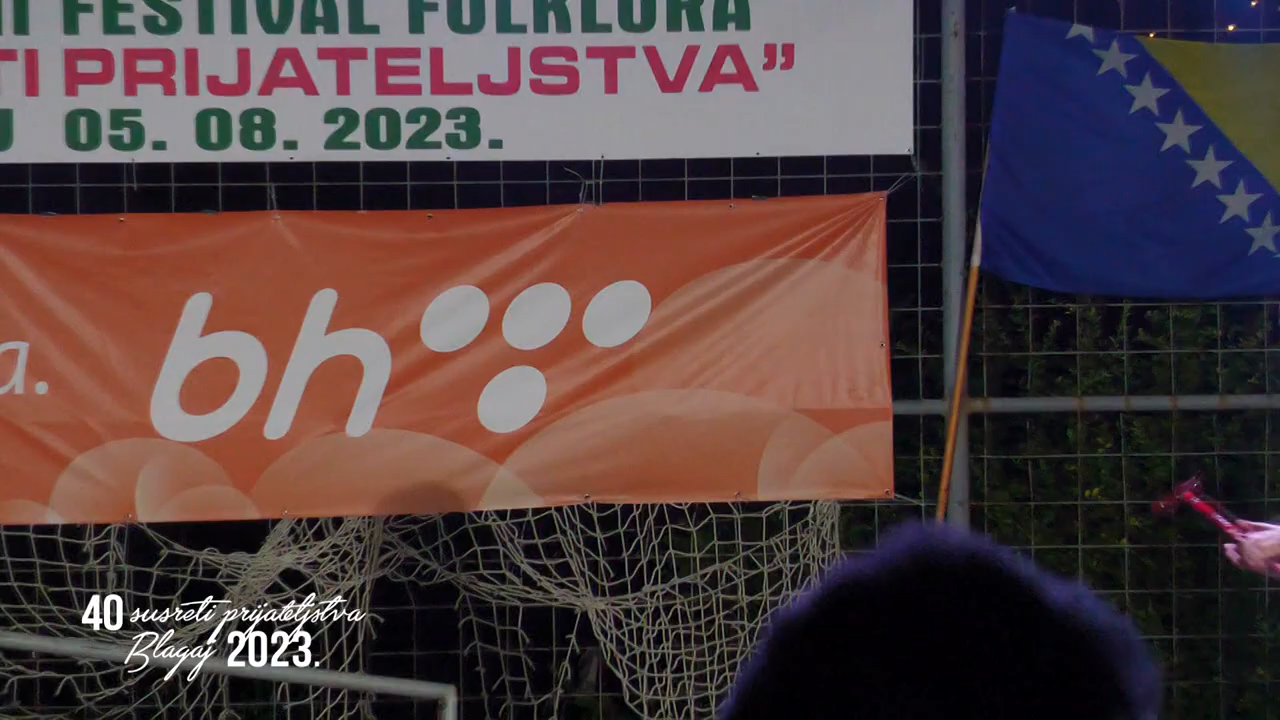 FESTIVAL FOLKLORA
TI PRIJATELJSTVA”
U 05. 08. 2023.
a.
bh
40 susreti prijateljstva
Blagaj 2023.